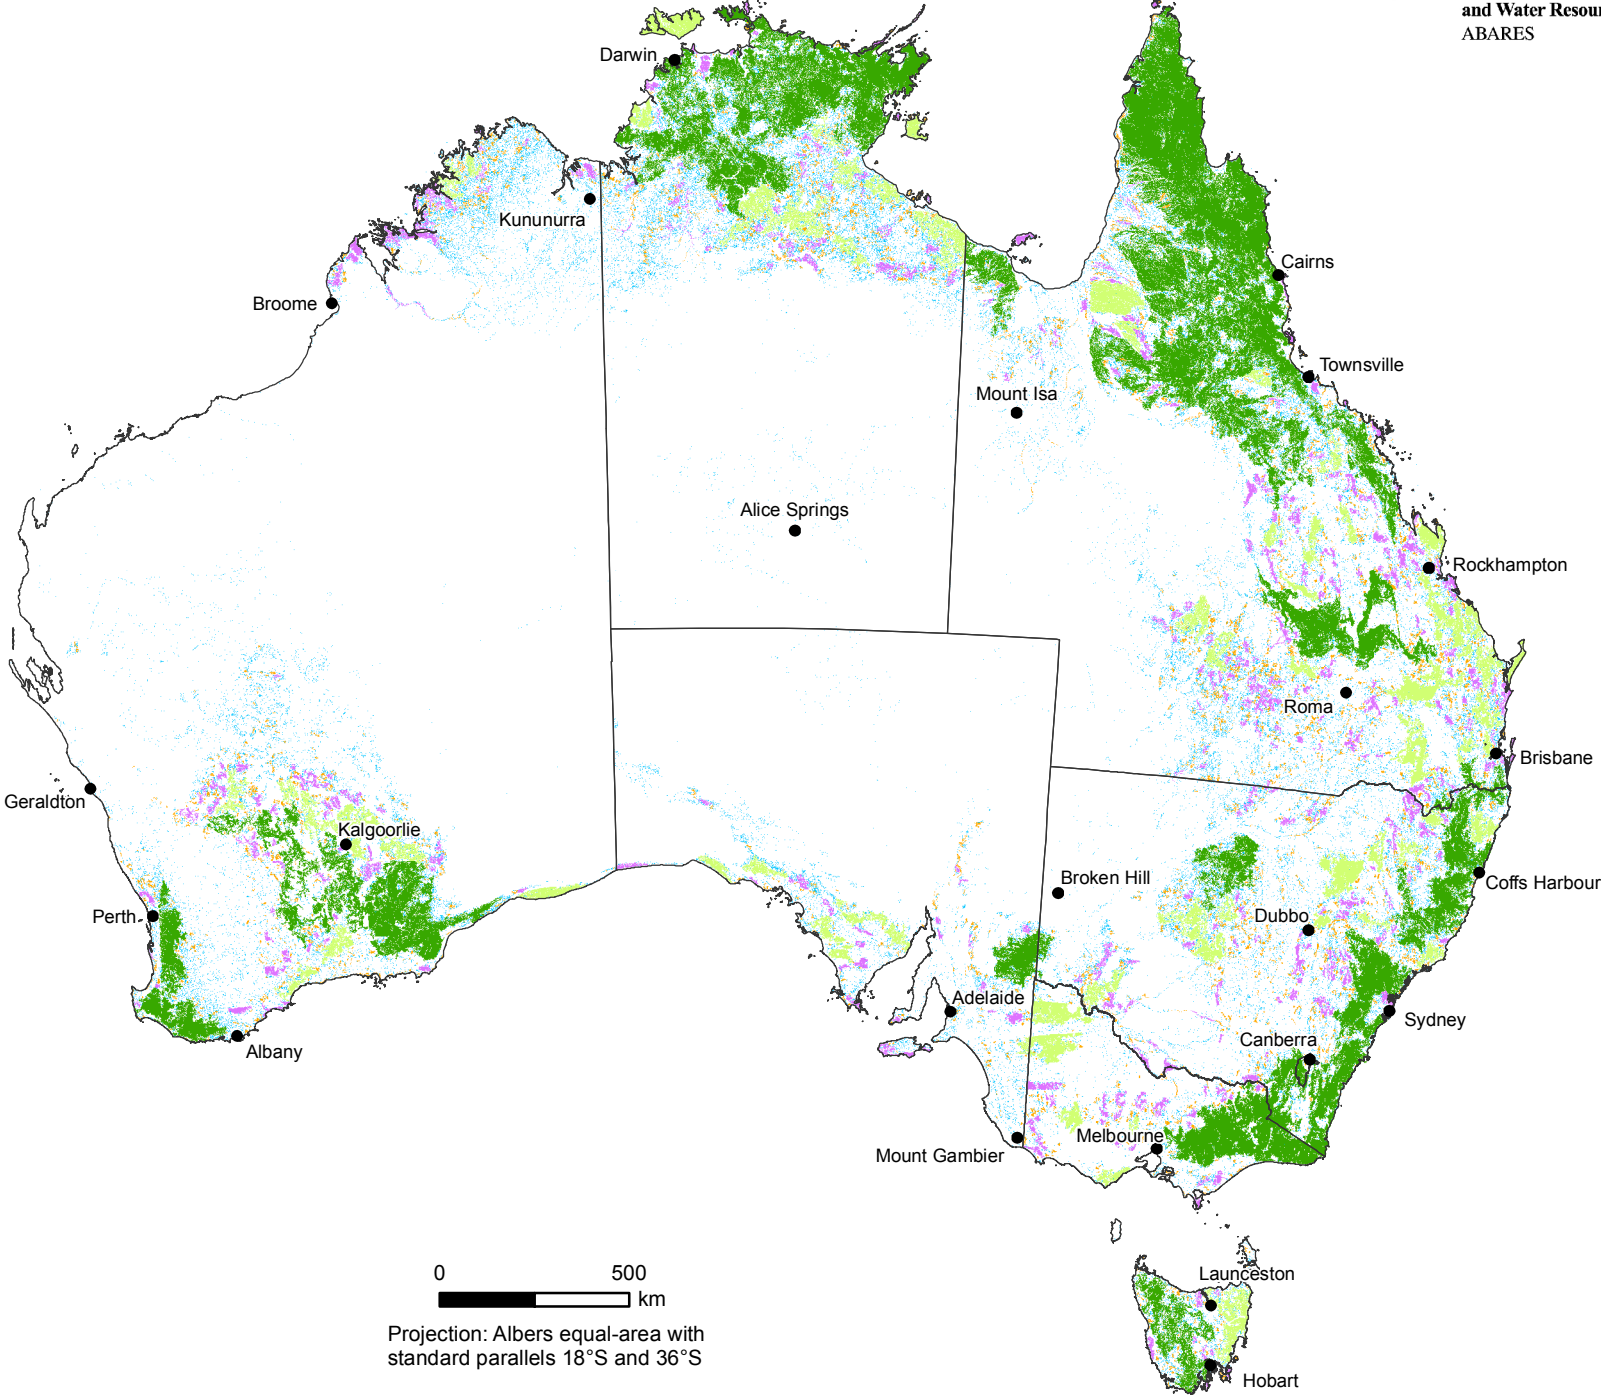 and Water Resour
ABARES
Darwin
Kununurra
Cairns
Broome
Townsville
Mount Isa
Alice Springs
Rockhampton
Roma
Brisbane
Geraldton
Kalgoorlie
Broken Hill
Coffs Harbour
Dubbo
Perth
Adelaide
Sydney
Canberra
Albany
Melbourne
Mount Gambier
0 500
km
Launceston
Projection: Albers equal-area with
standard parallels 18°S and 36°S
Hobart